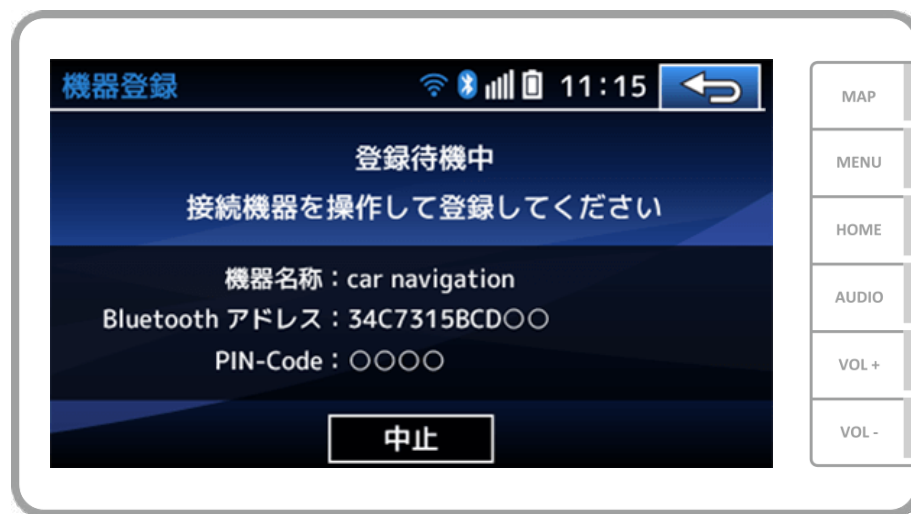 機器登録
11:15
登録待機中
接続機器を操作して登録してください
機器名称：car navigation
Bluetooth アドレス：34C7315BCD○○
PIN-Code：○○○○
中止
MAP
MENU
HOME
AUDIO
VOL +
VOL -